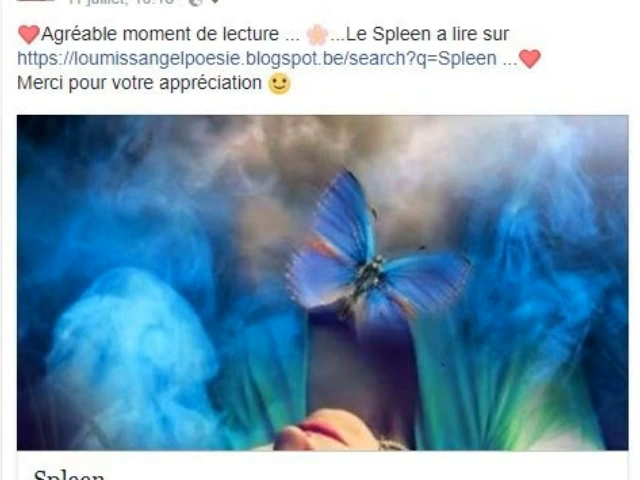 ❤️Agréable moment de lecture ... 🌸...Le Spleen a lire sur
https://loumissangelpoesie.blogspot.be/search?q=Spleen ...❤️
Merci pour votre appréciation 🙂
Spleen